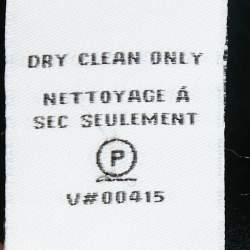 DRY CLEAN ONLY
NETTOYAGE Á
SEC SEULEMENT
P
V#00415